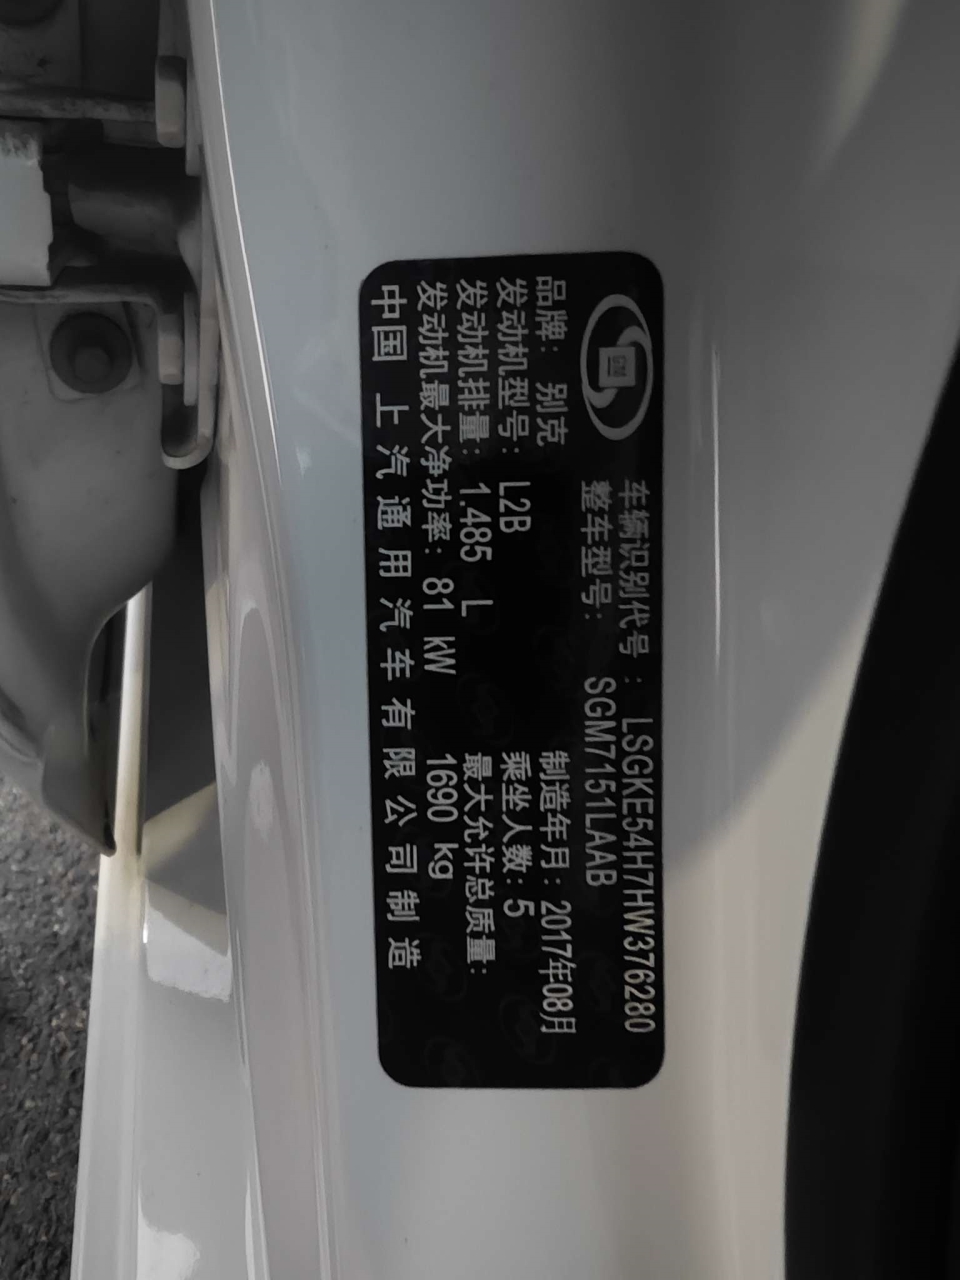 GM
车辆识别代号：LSGKE54H7HW376280
整车型号：SGM7151LAAB
品牌：别克 制造年月：2017年08月
发动机型号：L2B 乘坐人数：5
发动机排量：1.485 L 最大允许总质量：
发动机最大净功率：81 kW 1690 kg
中国 上汽通用汽车有限公司制造